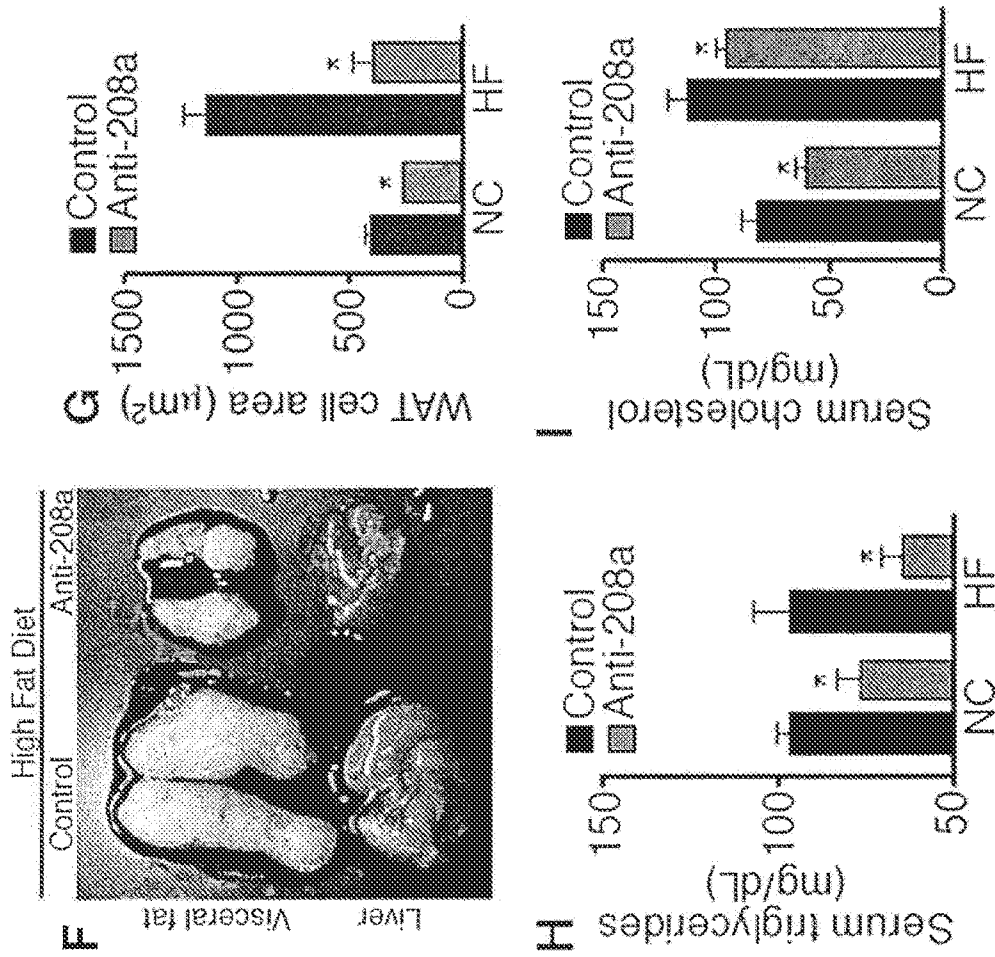 F
High Fat Diet
Control Anti-208a
Visceral fat
Liver
G
Control
Anti-208a
WAT cell area (μm²)
1500
1000
500
0
NC HF
*
*
H
Control
Anti-208a
Serum triglycerides
(mg/dL)
150
100
50
NC HF
*
*
I
Control
Anti-208a
Serum cholesterol
(mg/dL)
150
100
50
0
NC HF
*
*